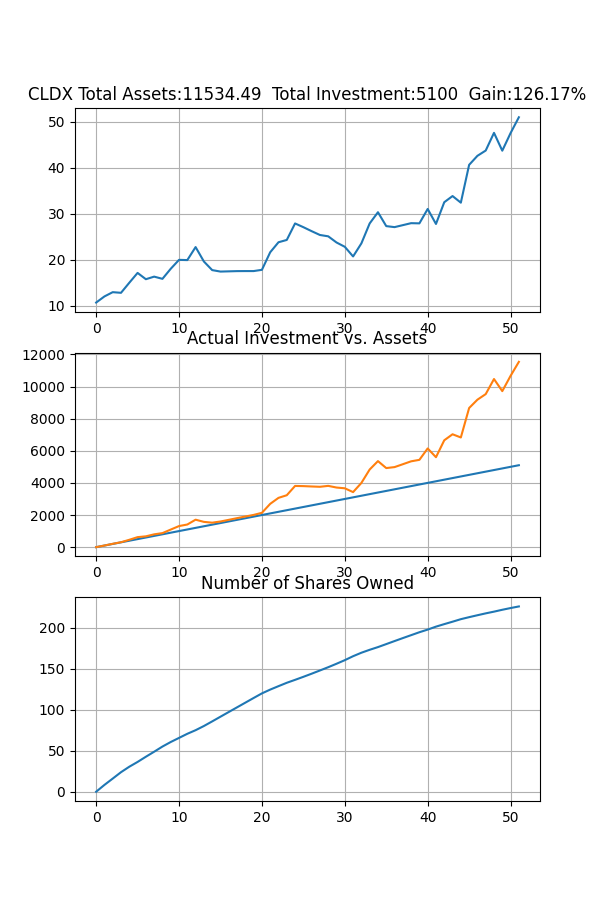 CLDX Total Assets:11534.49  Total Investment:5100  Gain:126.17%
50
40
30
20
10
0 10 20 30 40 50
Actual Investment vs. Assets
12000
10000
8000
6000
4000
2000
0
0 10 20 30 40 50
Number of Shares Owned
200
150
100
50
0
0 10 20 30 40 50